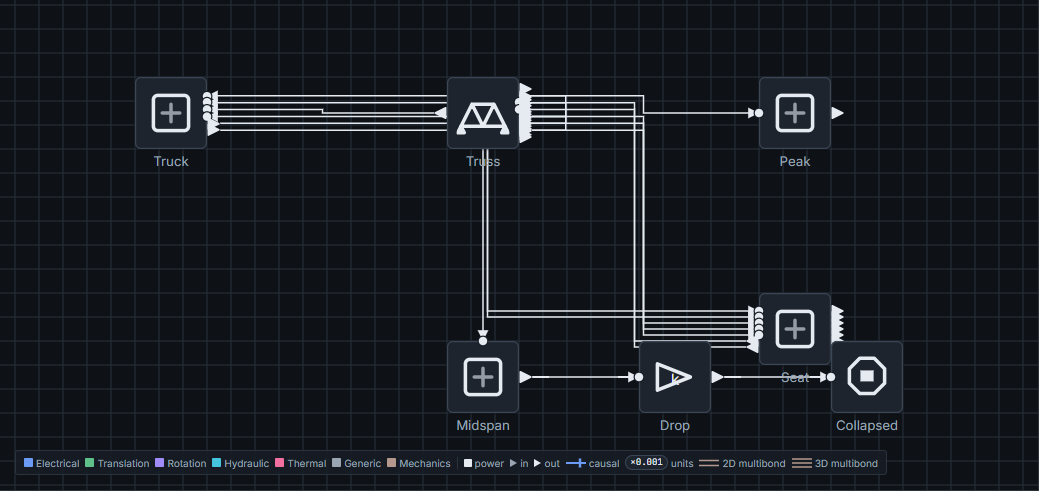 Truck
Truss
Peak
Seat
k
Midspan
Drop
Collapsed
Electrical Translation Rotation Hydraulic Thermal Generic Mechanics power in out causal ×0.001 units 2D multibond 3D multibond